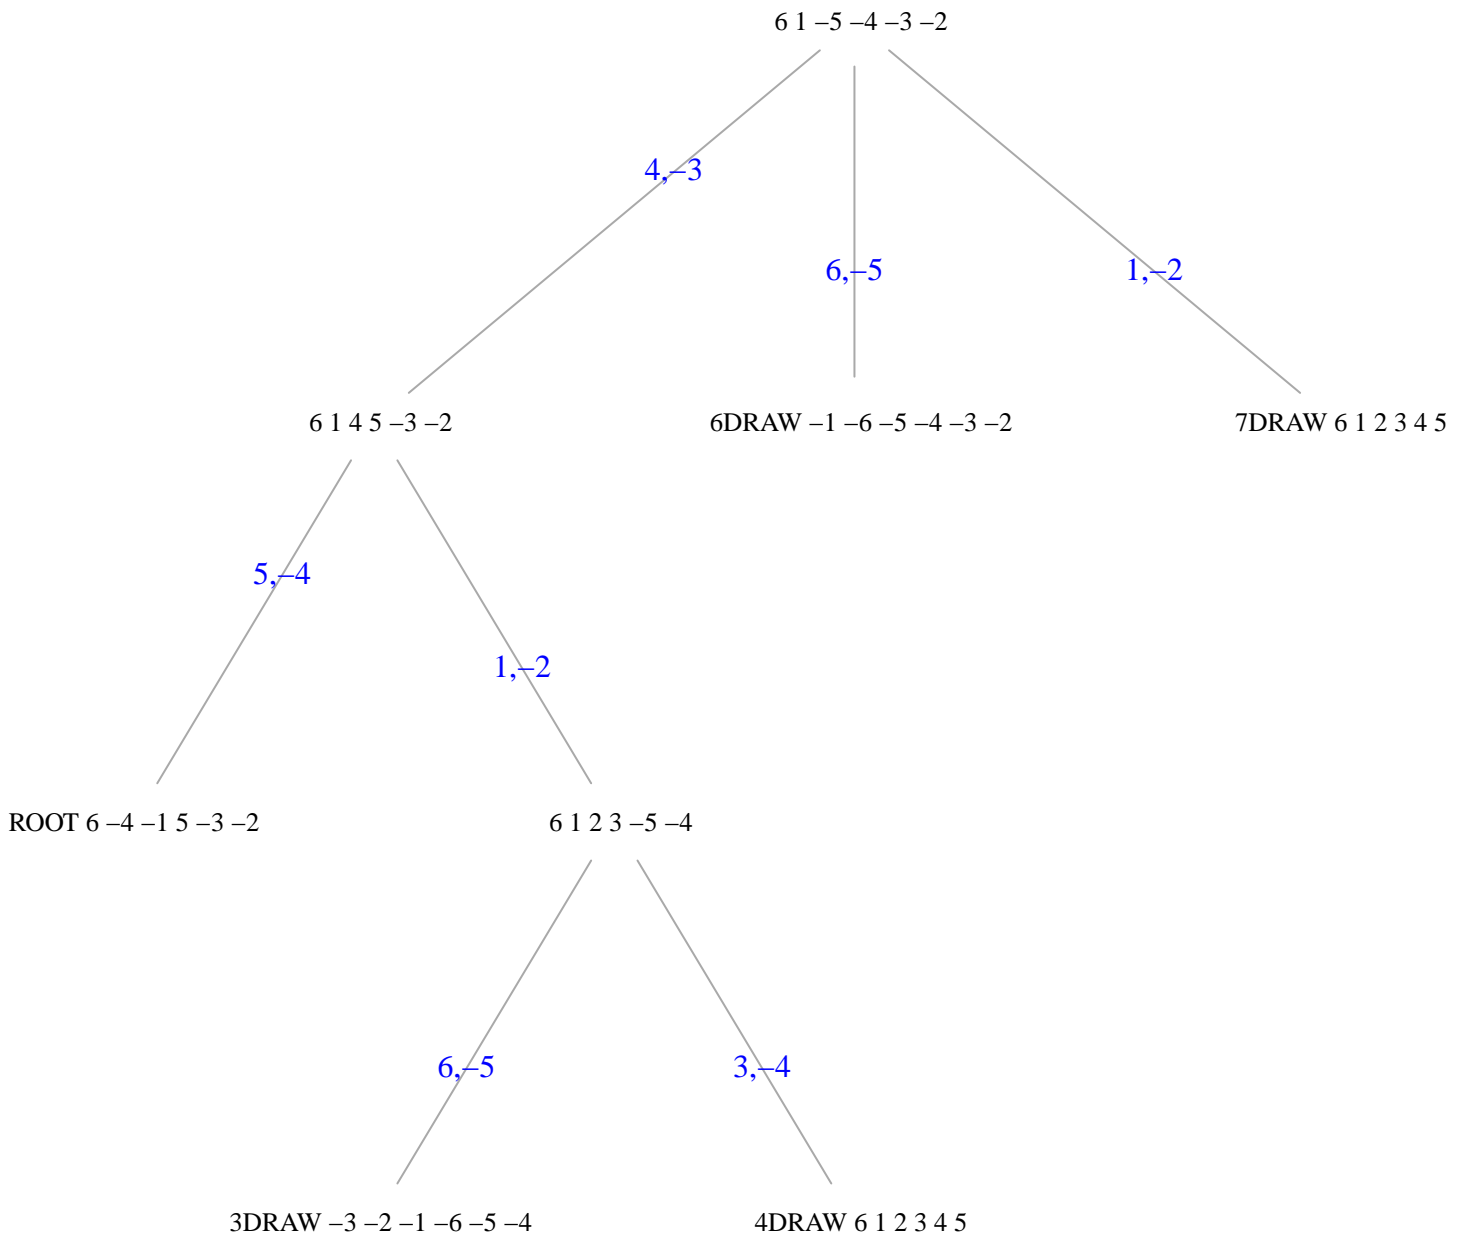 6 1 –5 –4 –3 –2
4,–3
6,–5
1,–2
6 1 4 5 –3 –2
6DRAW –1 –6 –5 –4 –3 –2
7DRAW 6 1 2 3 4 5
5,–4
1,–2
ROOT 6 –4 –1 5 –3 –2
6 1 2 3 –5 –4
6,–5
3,–4
3DRAW –3 –2 –1 –6 –5 –4
4DRAW 6 1 2 3 4 5